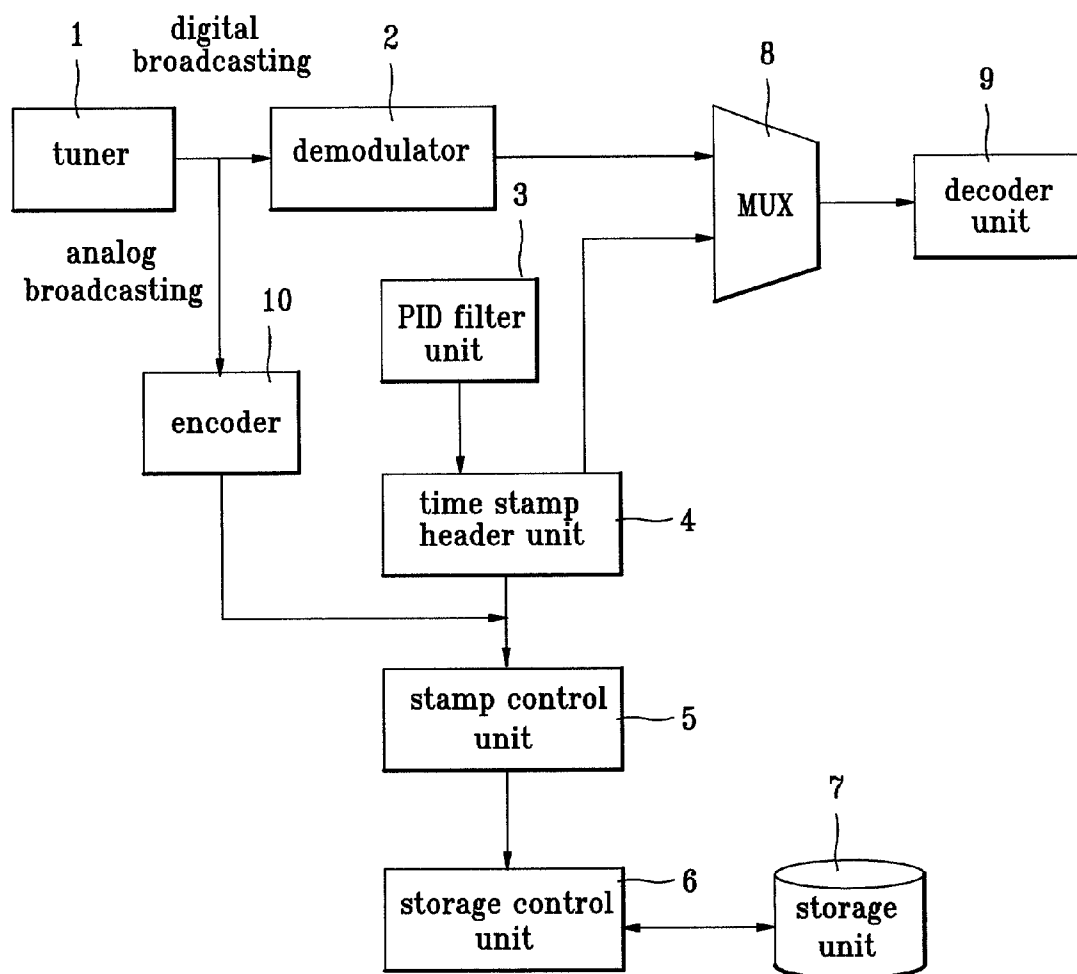 1
digital
broadcasting
2
8
9
tuner
demodulator
MUX
decoder
unit
3
analog
broadcasting
10
PID filter
unit
encoder
time stamp
header unit
4
stamp control
unit
5
7
storage control
unit
6
storage
unit